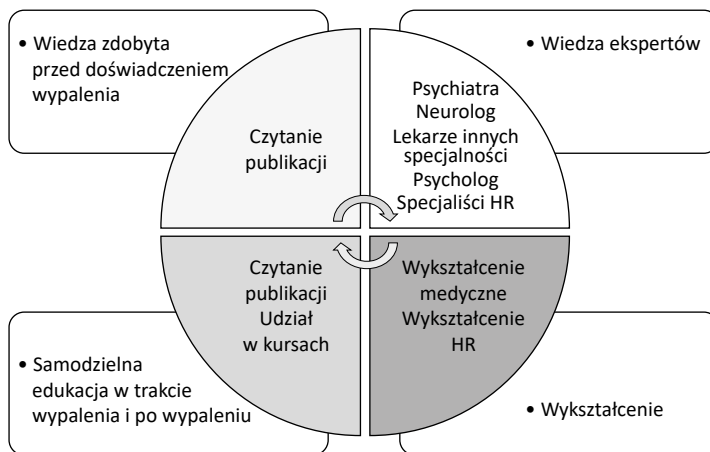 • Wiedza zdobyta
przed doświadczeniem
wypalenia
• Wiedza ekspertów
Czytanie
publikacji
Psychiatra
Neurolog
Lekarze innych
specjalności
Psycholog
Specjaliści HR
Czytanie
publikacji
Udział
w kursach
Wykształcenie
medyczne
Wykształcenie
HR
• Samodzielna
edukacja w trakcie
wypalenia i po wypaleniu
• Wykształcenie